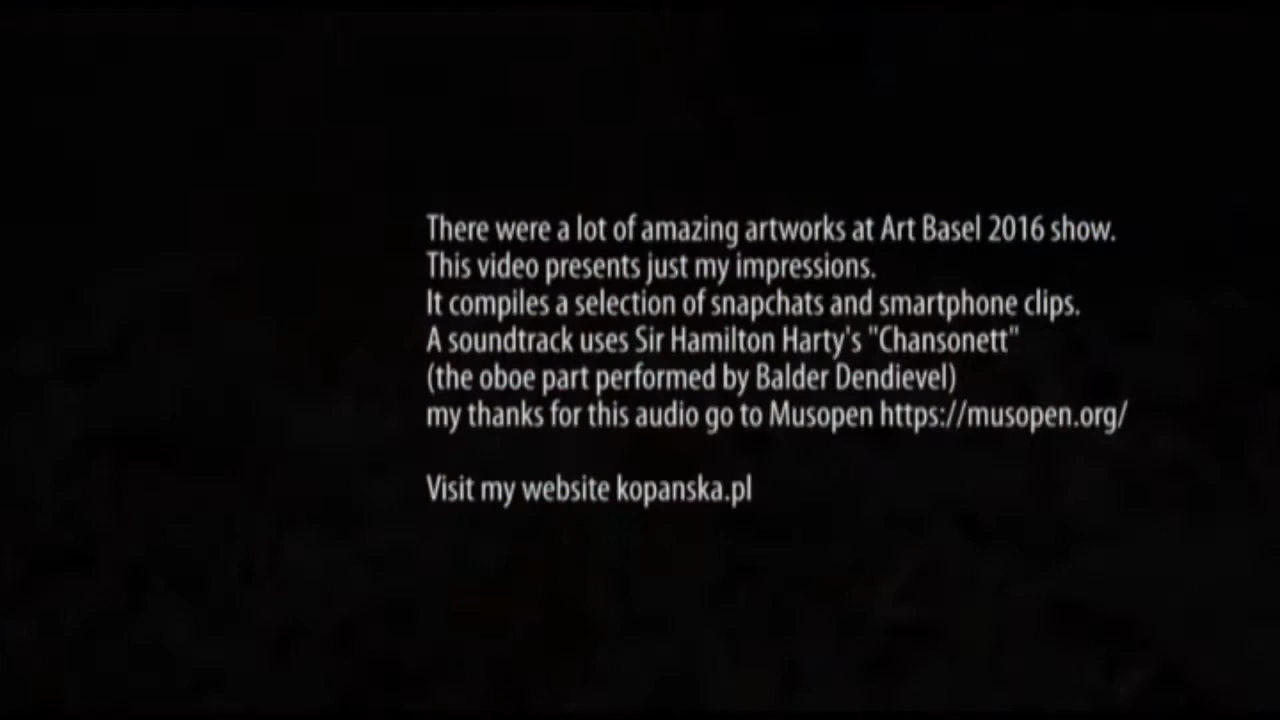 There were a lot of amazing artworks at Art Basel 2016 show.
This video presents just my impressions.
It compiles a selection of snapchats and smartphone clips.
A soundtrack uses Sir Hamilton Harty's "Chansonett"
(the oboe part performed by Balder Dendievel)
my thanks for this audio go to Musopen https://musopen.org/
Visit my website kopanska.pl